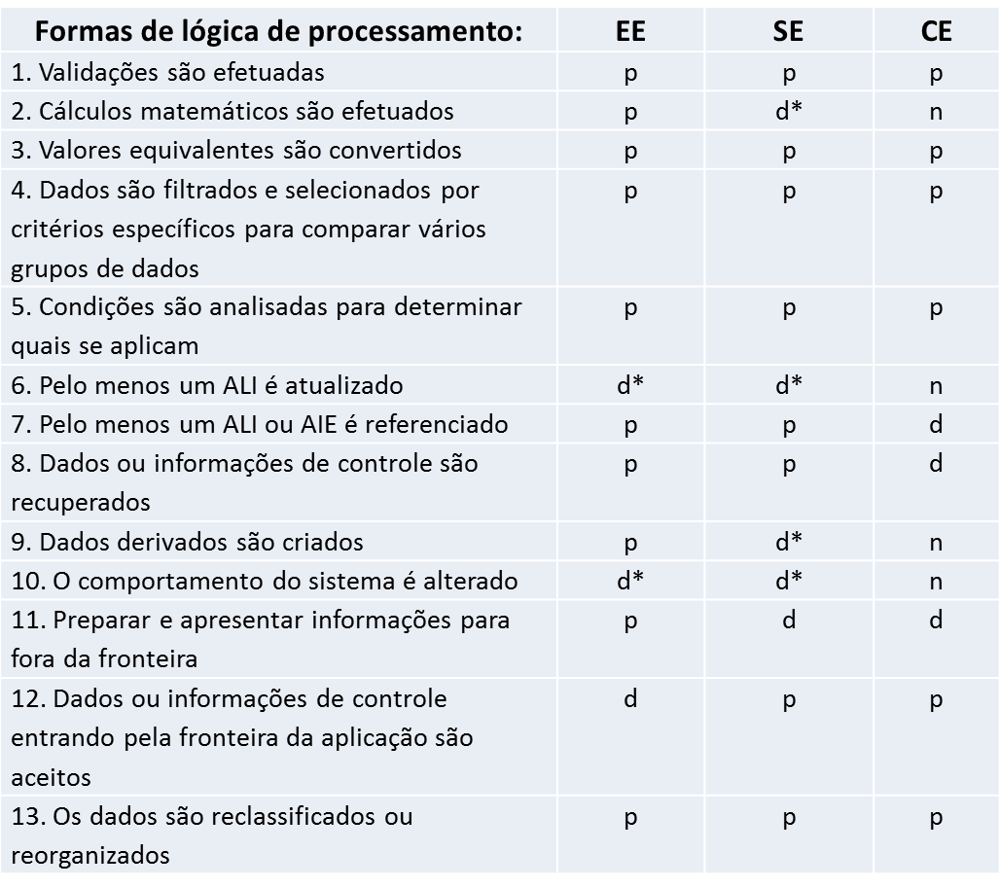 Formas de lógica de processamento: EE SE CE
1. Validações são efetuadas p p p
2. Cálculos matemáticos são efetuados p d* n
3. Valores equivalentes são convertidos p p p
4. Dados são filtrados e selecionados por p p p
critérios específicos para comparar vários
grupos de dados
5. Condições são analisadas para determinar p p p
quais se aplicam
6. Pelo menos um ALI é atualizado d* d* n
7. Pelo menos um ALI ou AIE é referenciado p p d
8. Dados ou informações de controle são p p d
recuperados
9. Dados derivados são criados p d* n
10. O comportamento do sistema é alterado d* d* n
11. Preparar e apresentar informações para p d d
fora da fronteira
12. Dados ou informações de controle d p p
entrando pela fronteira da aplicação são
aceitos
13. Os dados são reclassificados ou p p p
reorganizados